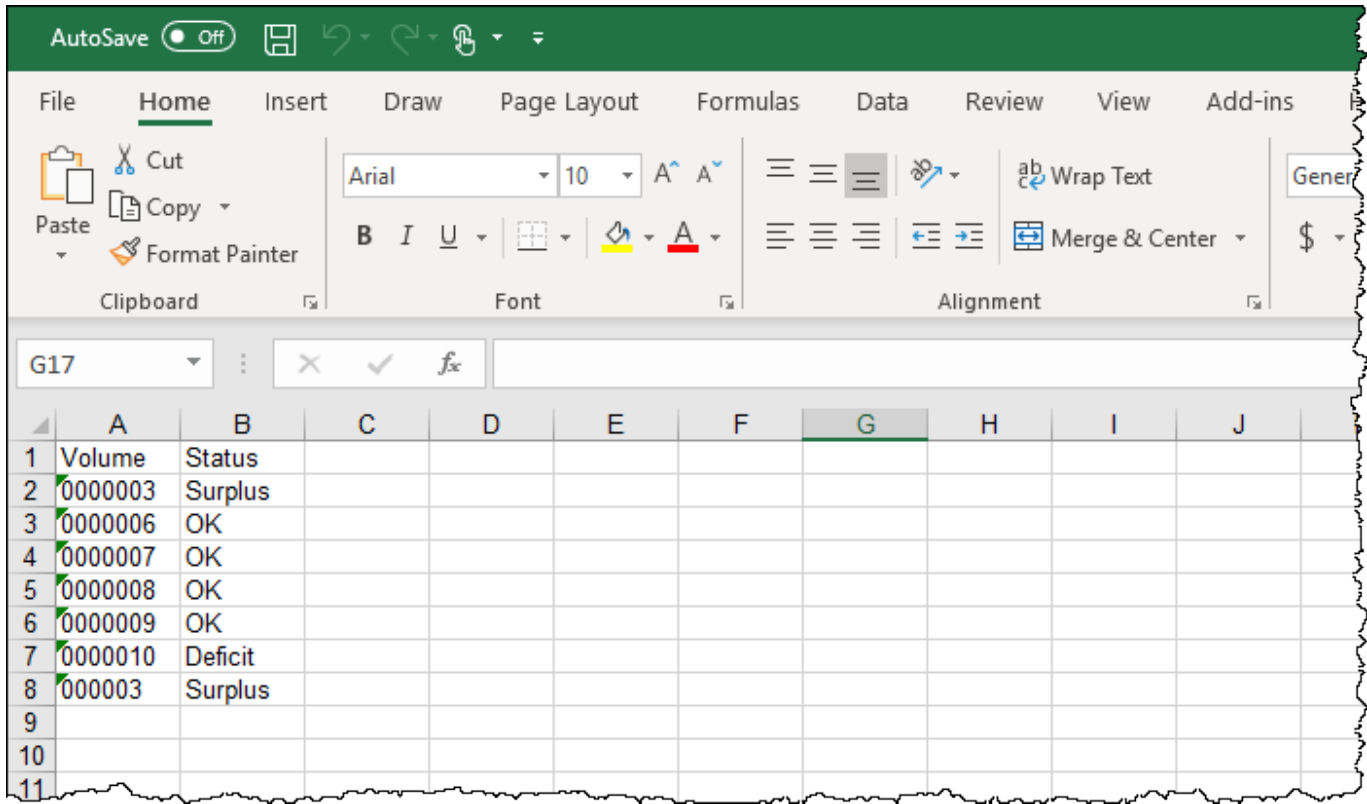 AutoSave Off
File Home Insert Draw Page Layout Formulas Data Review View Add-ins
Cut
Copy
Paste
Format Painter
Clipboard
Arial 10 A A
B I U A
Font
ab Wrap Text
Merge & Center
Alignment
Gener
$
G17 fx
A B C D E F G H I J
1 Volume Status
2 0000003 Surplus
3 0000006 OK
4 0000007 OK
5 0000008 OK
6 0000009 OK
7 0000010 Deficit
8 000003 Surplus
9
10
11